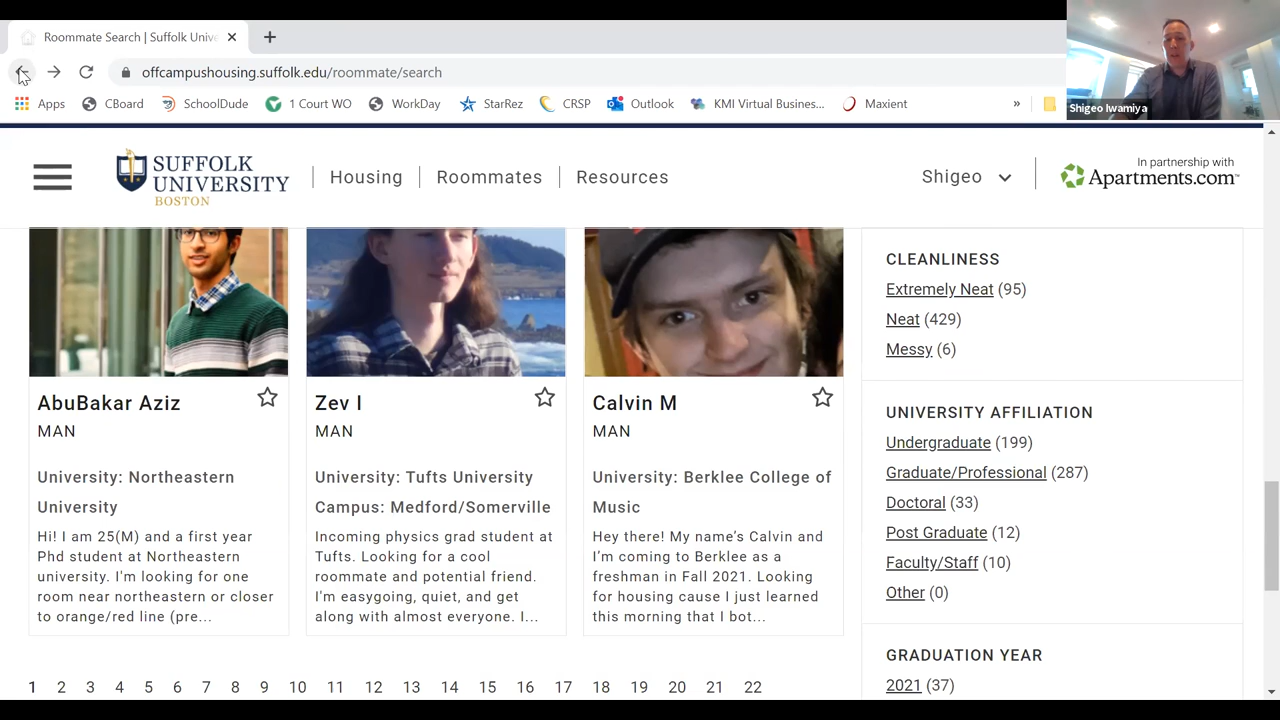 Roommate Search | Suffolk Unive
offcampushousing.suffolk.edu/roommate/search
Apps CBoard SchoolDude 1 Court WO WorkDay StarRez CRSP Outlook KMI Virtual Busines... Maxient »
Shigeo Iwamiya
SUFFOLK
UNIVERSITY
BOSTON
Housing Roommates Resources
Shigeo
In partnership with
Apartments.com™
AbuBakar Aziz
MAN
University: Northeastern
University
Hi! I am 25(M) and a first year
Phd student at Northeastern
university. I'm looking for one
room near northeastern or closer
to orange/red line (pre...
Zev I
MAN
University: Tufts University
Campus: Medford/Somerville
Incoming physics grad student at
Tufts. Looking for a cool
roommate and potential friend.
I'm easygoing, quiet, and get
along with almost everyone. I...
Calvin M
MAN
University: Berklee College of
Music
Hey there! My name's Calvin and
I'm coming to Berklee as a
freshman in Fall 2021. Looking
for housing cause I just learned
this morning that I bot...
1 2 3 4 5 6 7 8 9 10 11 12 13 14 15 16 17 18 19 20 21 22
CLEANLINESS
Extremely Neat (95)
Neat (429)
Messy (6)
UNIVERSITY AFFILIATION
Undergraduate (199)
Graduate/Professional (287)
Doctoral (33)
Post Graduate (12)
Faculty/Staff (10)
Other (0)
GRADUATION YEAR
2021 (37)